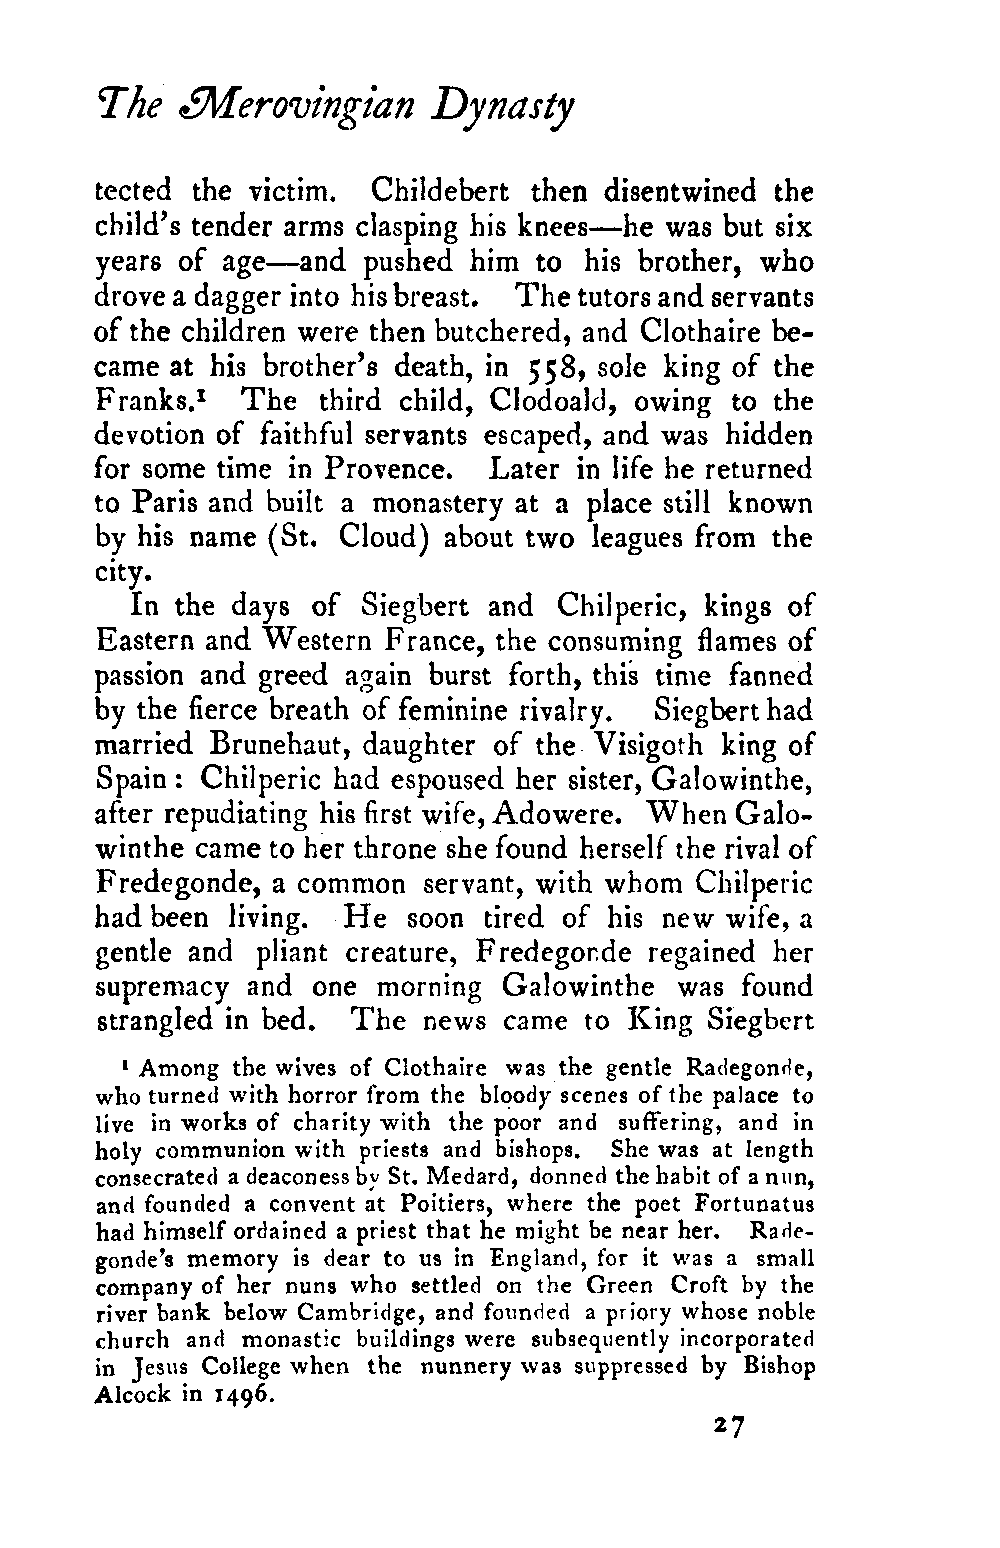 The Merovingian Dynasty
tected the victim. Childebert then disentwined the
child's tender arms clasping his knees—he was but six
years of age—and pushed him to his brother, who
drove a dagger into his breast. The tutors and servants
of the children were then butchered, and Clothaire be-
came at his brother's death, in 558, sole king of the
Franks.¹ The third child, Clodoald, owing to the
devotion of faithful servants escaped, and was hidden
for some time in Provence. Later in life he returned
to Paris and built a monastery at a place still known
by his name (St. Cloud) about two leagues from the
city.
In the days of Siegbert and Chilperic, kings of
Eastern and Western France, the consuming flames of
passion and greed again burst forth, this time fanned
by the fierce breath of feminine rivalry. Siegbert had
married Brunehaut, daughter of the Visigoth king of
Spain : Chilperic had espoused her sister, Galowinthe,
after repudiating his first wife, Adowere. When Galo-
winthe came to her throne she found herself the rival of
Fredegonde, a common servant, with whom Chilperic
had been living. He soon tired of his new wife, a
gentle and pliant creature, Fredegonde regained her
supremacy and one morning Galowinthe was found
strangled in bed. The news came to King Siegbert
¹ Among the wives of Clothaire was the gentle Radegonde,
who turned with horror from the bloody scenes of the palace to
live in works of charity with the poor and suffering, and in
holy communion with priests and bishops. She was at length
consecrated a deaconess by St. Medard, donned the habit of a nun,
and founded a convent at Poitiers, where the poet Fortunatus
had himself ordained a priest that he might be near her. Rade-
gonde's memory is dear to us in England, for it was a small
company of her nuns who settled on the Green Croft by the
river bank below Cambridge, and founded a priory whose noble
church and monastic buildings were subsequently incorporated
in Jesus College when the nunnery was suppressed by Bishop
Alcock in 1496.
27